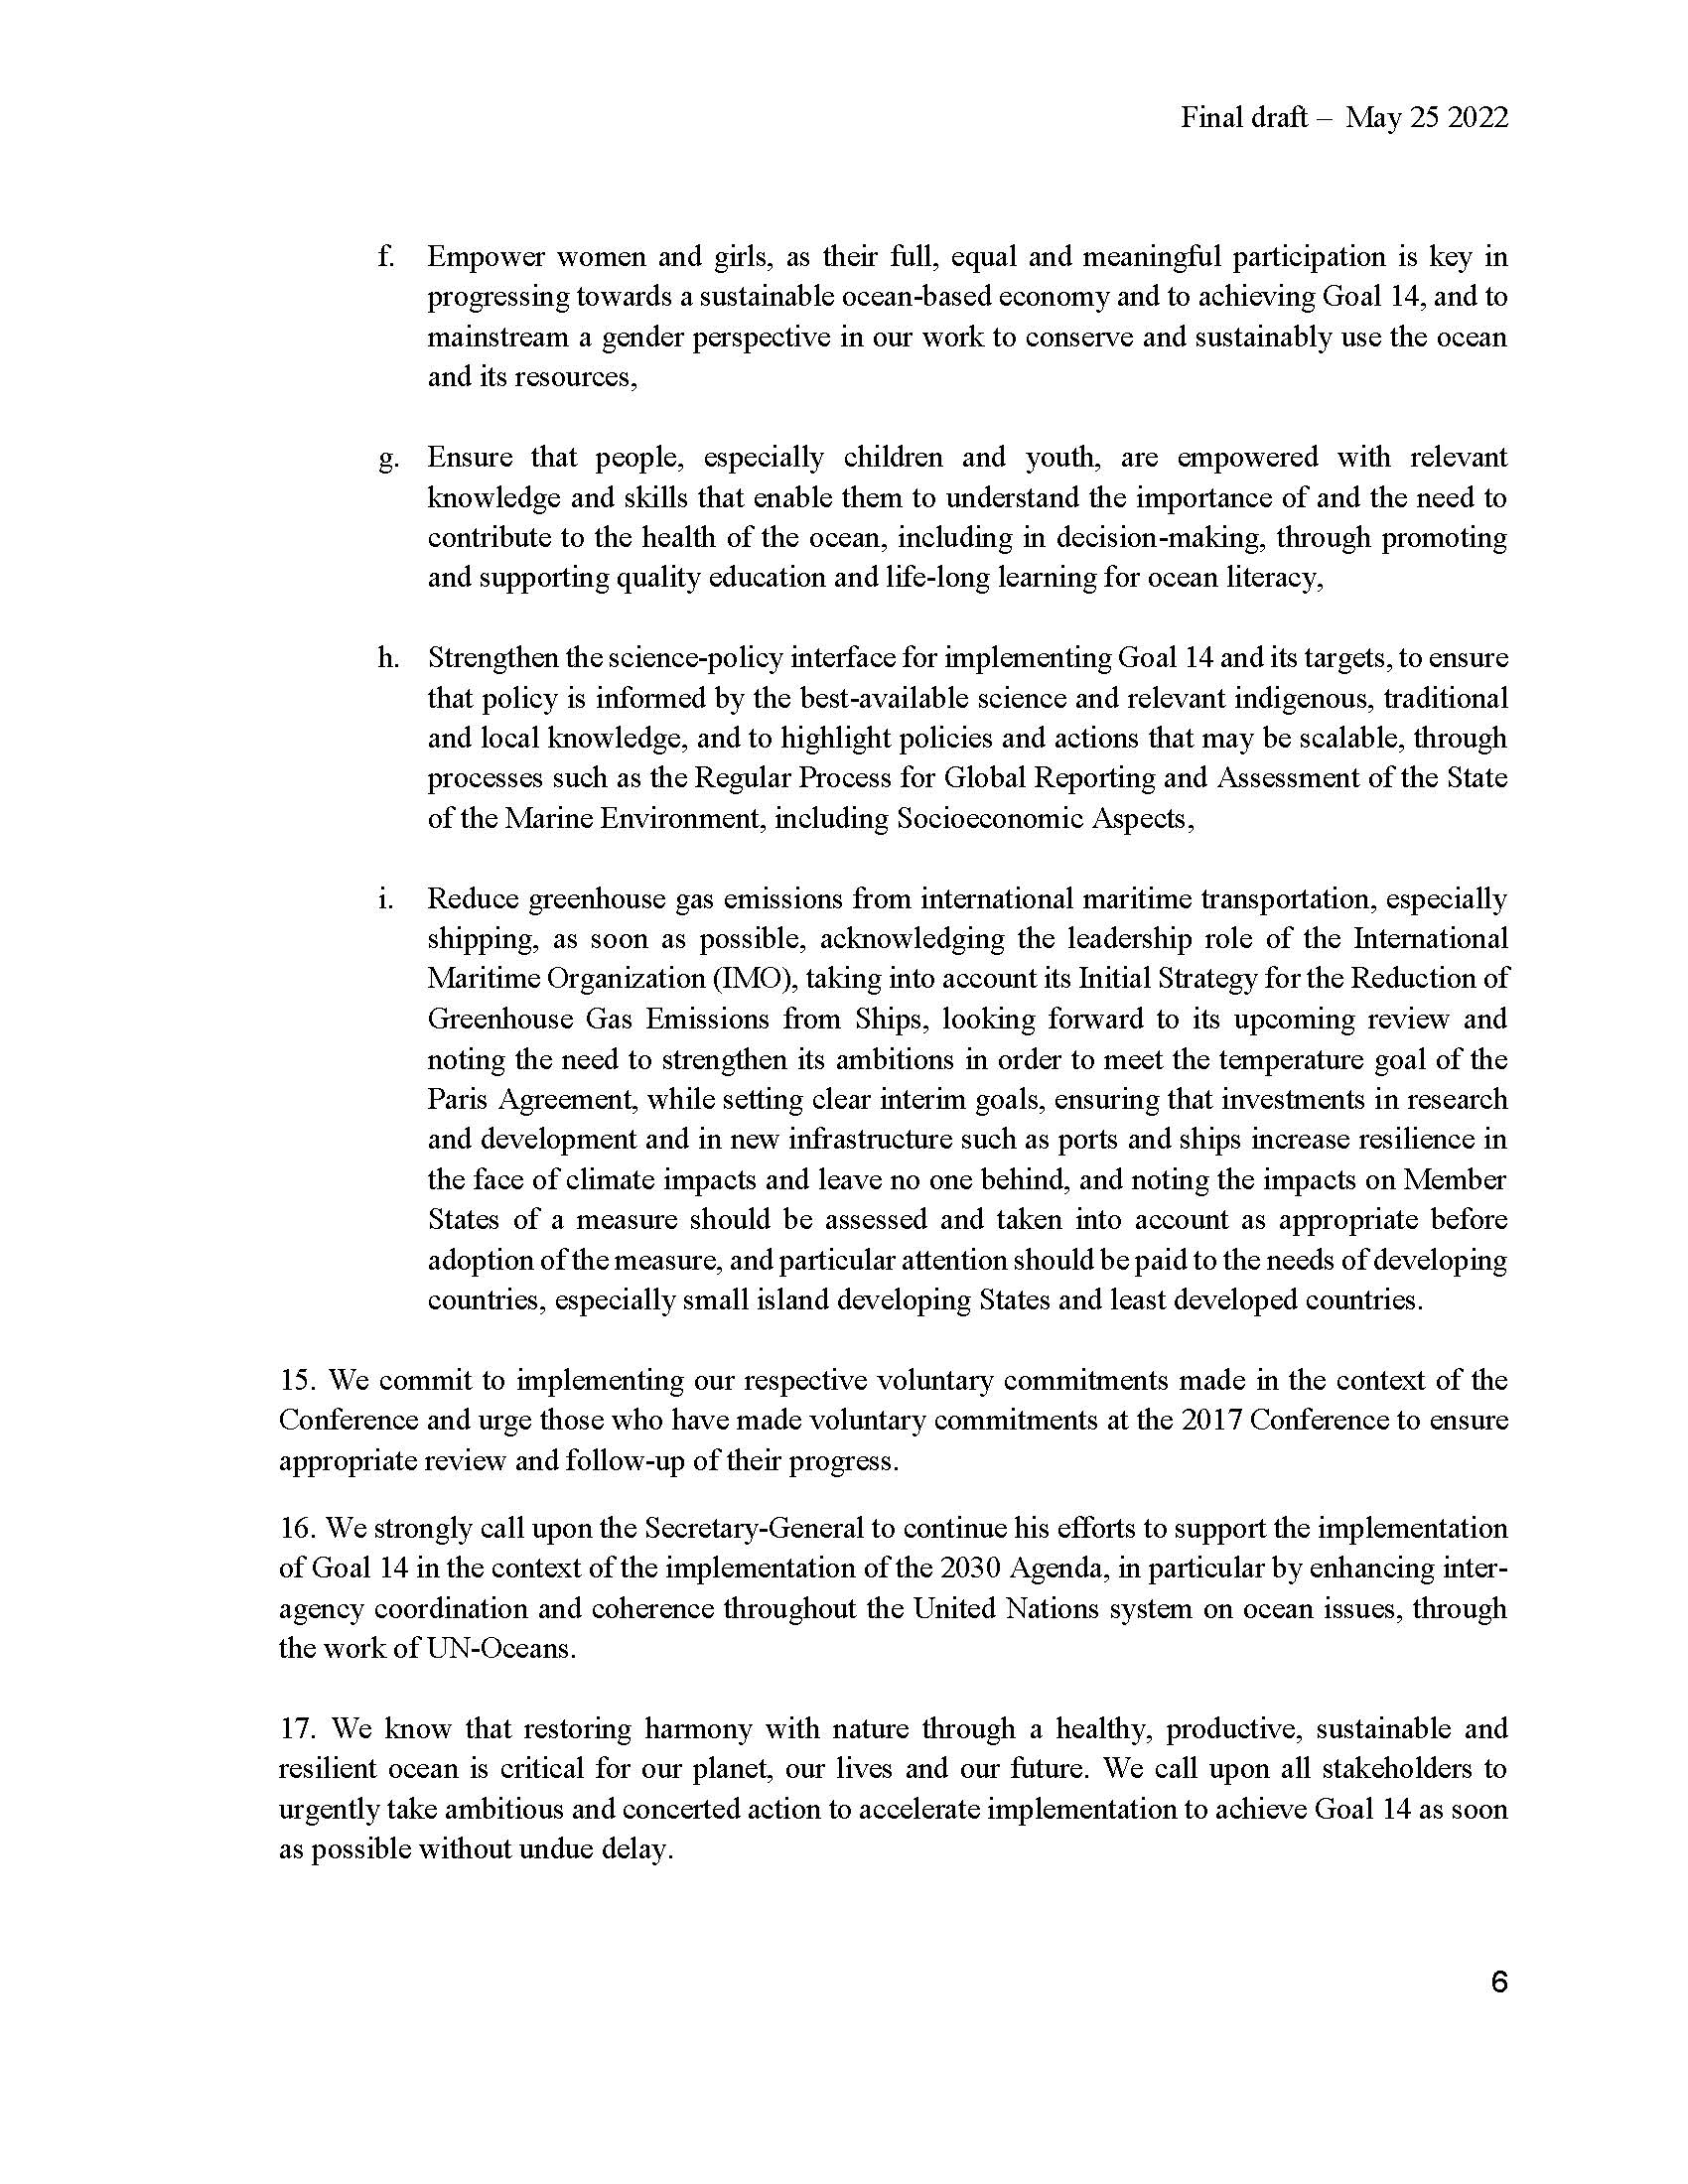 Final draft – May 25 2022
f. Empower women and girls, as their full, equal and meaningful participation is key in
progressing towards a sustainable ocean-based economy and to achieving Goal 14, and to
mainstream a gender perspective in our work to conserve and sustainably use the ocean
and its resources,
g. Ensure that people, especially children and youth, are empowered with relevant
knowledge and skills that enable them to understand the importance of and the need to
contribute to the health of the ocean, including in decision-making, through promoting
and supporting quality education and life-long learning for ocean literacy,
h. Strengthen the science-policy interface for implementing Goal 14 and its targets, to ensure
that policy is informed by the best-available science and relevant indigenous, traditional
and local knowledge, and to highlight policies and actions that may be scalable, through
processes such as the Regular Process for Global Reporting and Assessment of the State
of the Marine Environment, including Socioeconomic Aspects,
i. Reduce greenhouse gas emissions from international maritime transportation, especially
shipping, as soon as possible, acknowledging the leadership role of the International
Maritime Organization (IMO), taking into account its Initial Strategy for the Reduction of
Greenhouse Gas Emissions from Ships, looking forward to its upcoming review and
noting the need to strengthen its ambitions in order to meet the temperature goal of the
Paris Agreement, while setting clear interim goals, ensuring that investments in research
and development and in new infrastructure such as ports and ships increase resilience in
the face of climate impacts and leave no one behind, and noting the impacts on Member
States of a measure should be assessed and taken into account as appropriate before
adoption of the measure, and particular attention should be paid to the needs of developing
countries, especially small island developing States and least developed countries.
15. We commit to implementing our respective voluntary commitments made in the context of the
Conference and urge those who have made voluntary commitments at the 2017 Conference to ensure
appropriate review and follow-up of their progress.
16. We strongly call upon the Secretary-General to continue his efforts to support the implementation
of Goal 14 in the context of the implementation of the 2030 Agenda, in particular by enhancing inter-
agency coordination and coherence throughout the United Nations system on ocean issues, through
the work of UN-Oceans.
17. We know that restoring harmony with nature through a healthy, productive, sustainable and
resilient ocean is critical for our planet, our lives and our future. We call upon all stakeholders to
urgently take ambitious and concerted action to accelerate implementation to achieve Goal 14 as soon
as possible without undue delay.
6